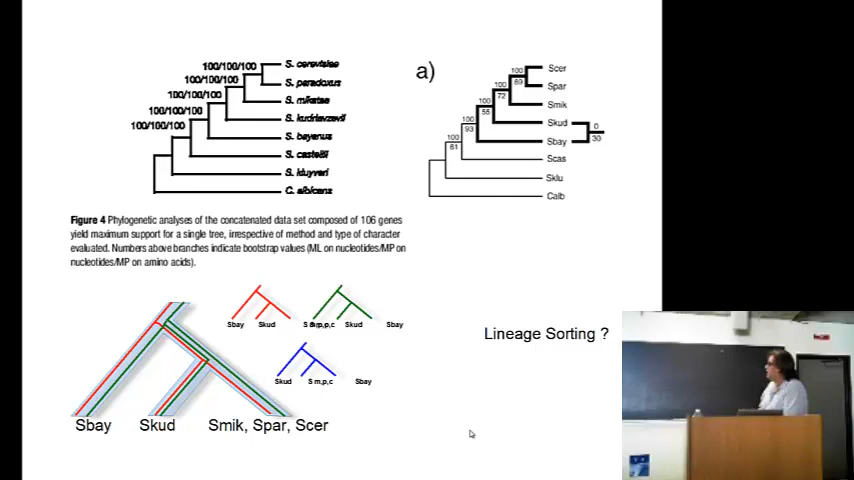 100/100/100
S. cerevisiae
100/100/100
S. paradoxus
100/100/100
S. mikatae
100/100/100
S. kudriavzevii
100/100/100
S. bayanus
S. castellii
S. kluyveri
C. albicans
Figure 4 Phylogenetic analyses of the concatenated data set composed of 106 genes
yield maximum support for a single tree, irrespective of method and type of character
evaluated. Numbers above branches indicate bootstrap values (ML on nucleotides/MP on
nucleotides/MP on amino acids).
a)
100
69
Scer
Spar
100
72
Smik
100
55
Skud
0
30
100
93
Sbay
100
61
Scas
Sklu
Calb
Sbay Skud
Skud Sbay
Skud S m,p,c Sbay
Lineage Sorting ?
Sbay Skud Smik, Spar, Scer